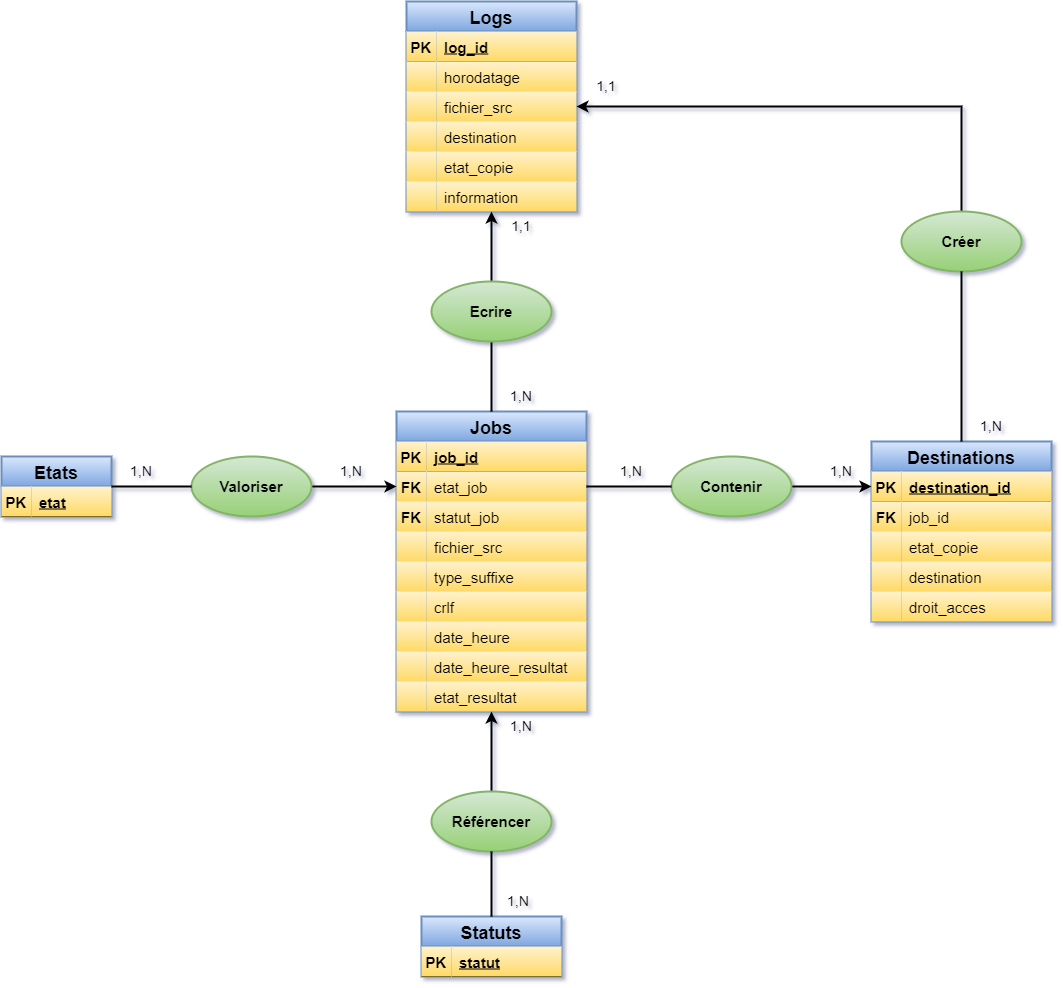 Logs
PK log_id
horodatage
fichier_src
destination
etat_copie
information
1,1
1,1
Créer
Ecrire
1,N
1,N
Jobs
PK job_id
FK etat_job
FK statut_job
fichier_src
type_suffixe
crlf
date_heure
date_heure_resultat
etat_resultat
Etats
PK etat
1,N
Valoriser
1,N
1,N
Contenir
1,N
Destinations
PK destination_id
FK job_id
etat_copie
destination
droit_acces
1,N
Référencer
1,N
Statuts
PK statut